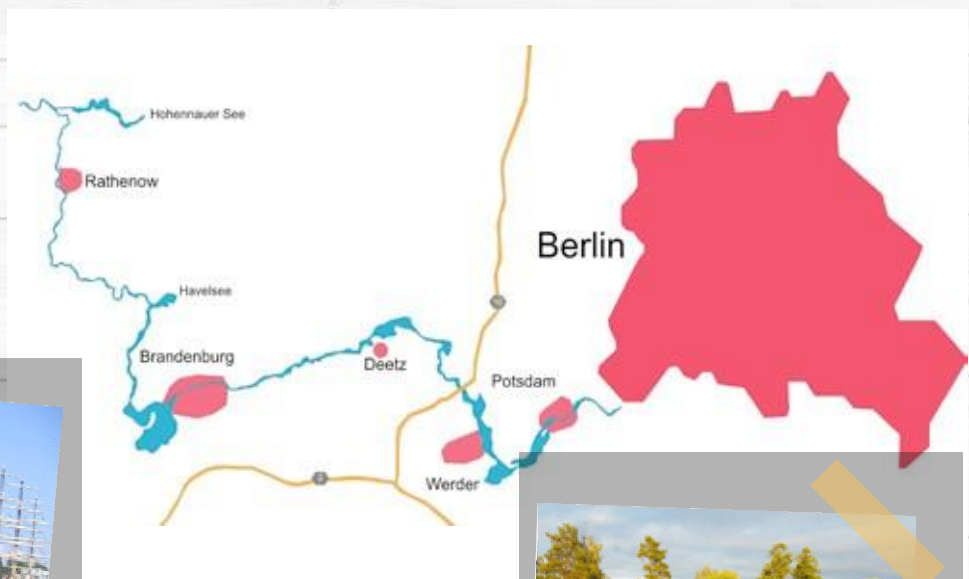 Hohennauer See
Rathenow
Berlin
Havelsee
Brandenburg
Deetz
Potsdam
Werder